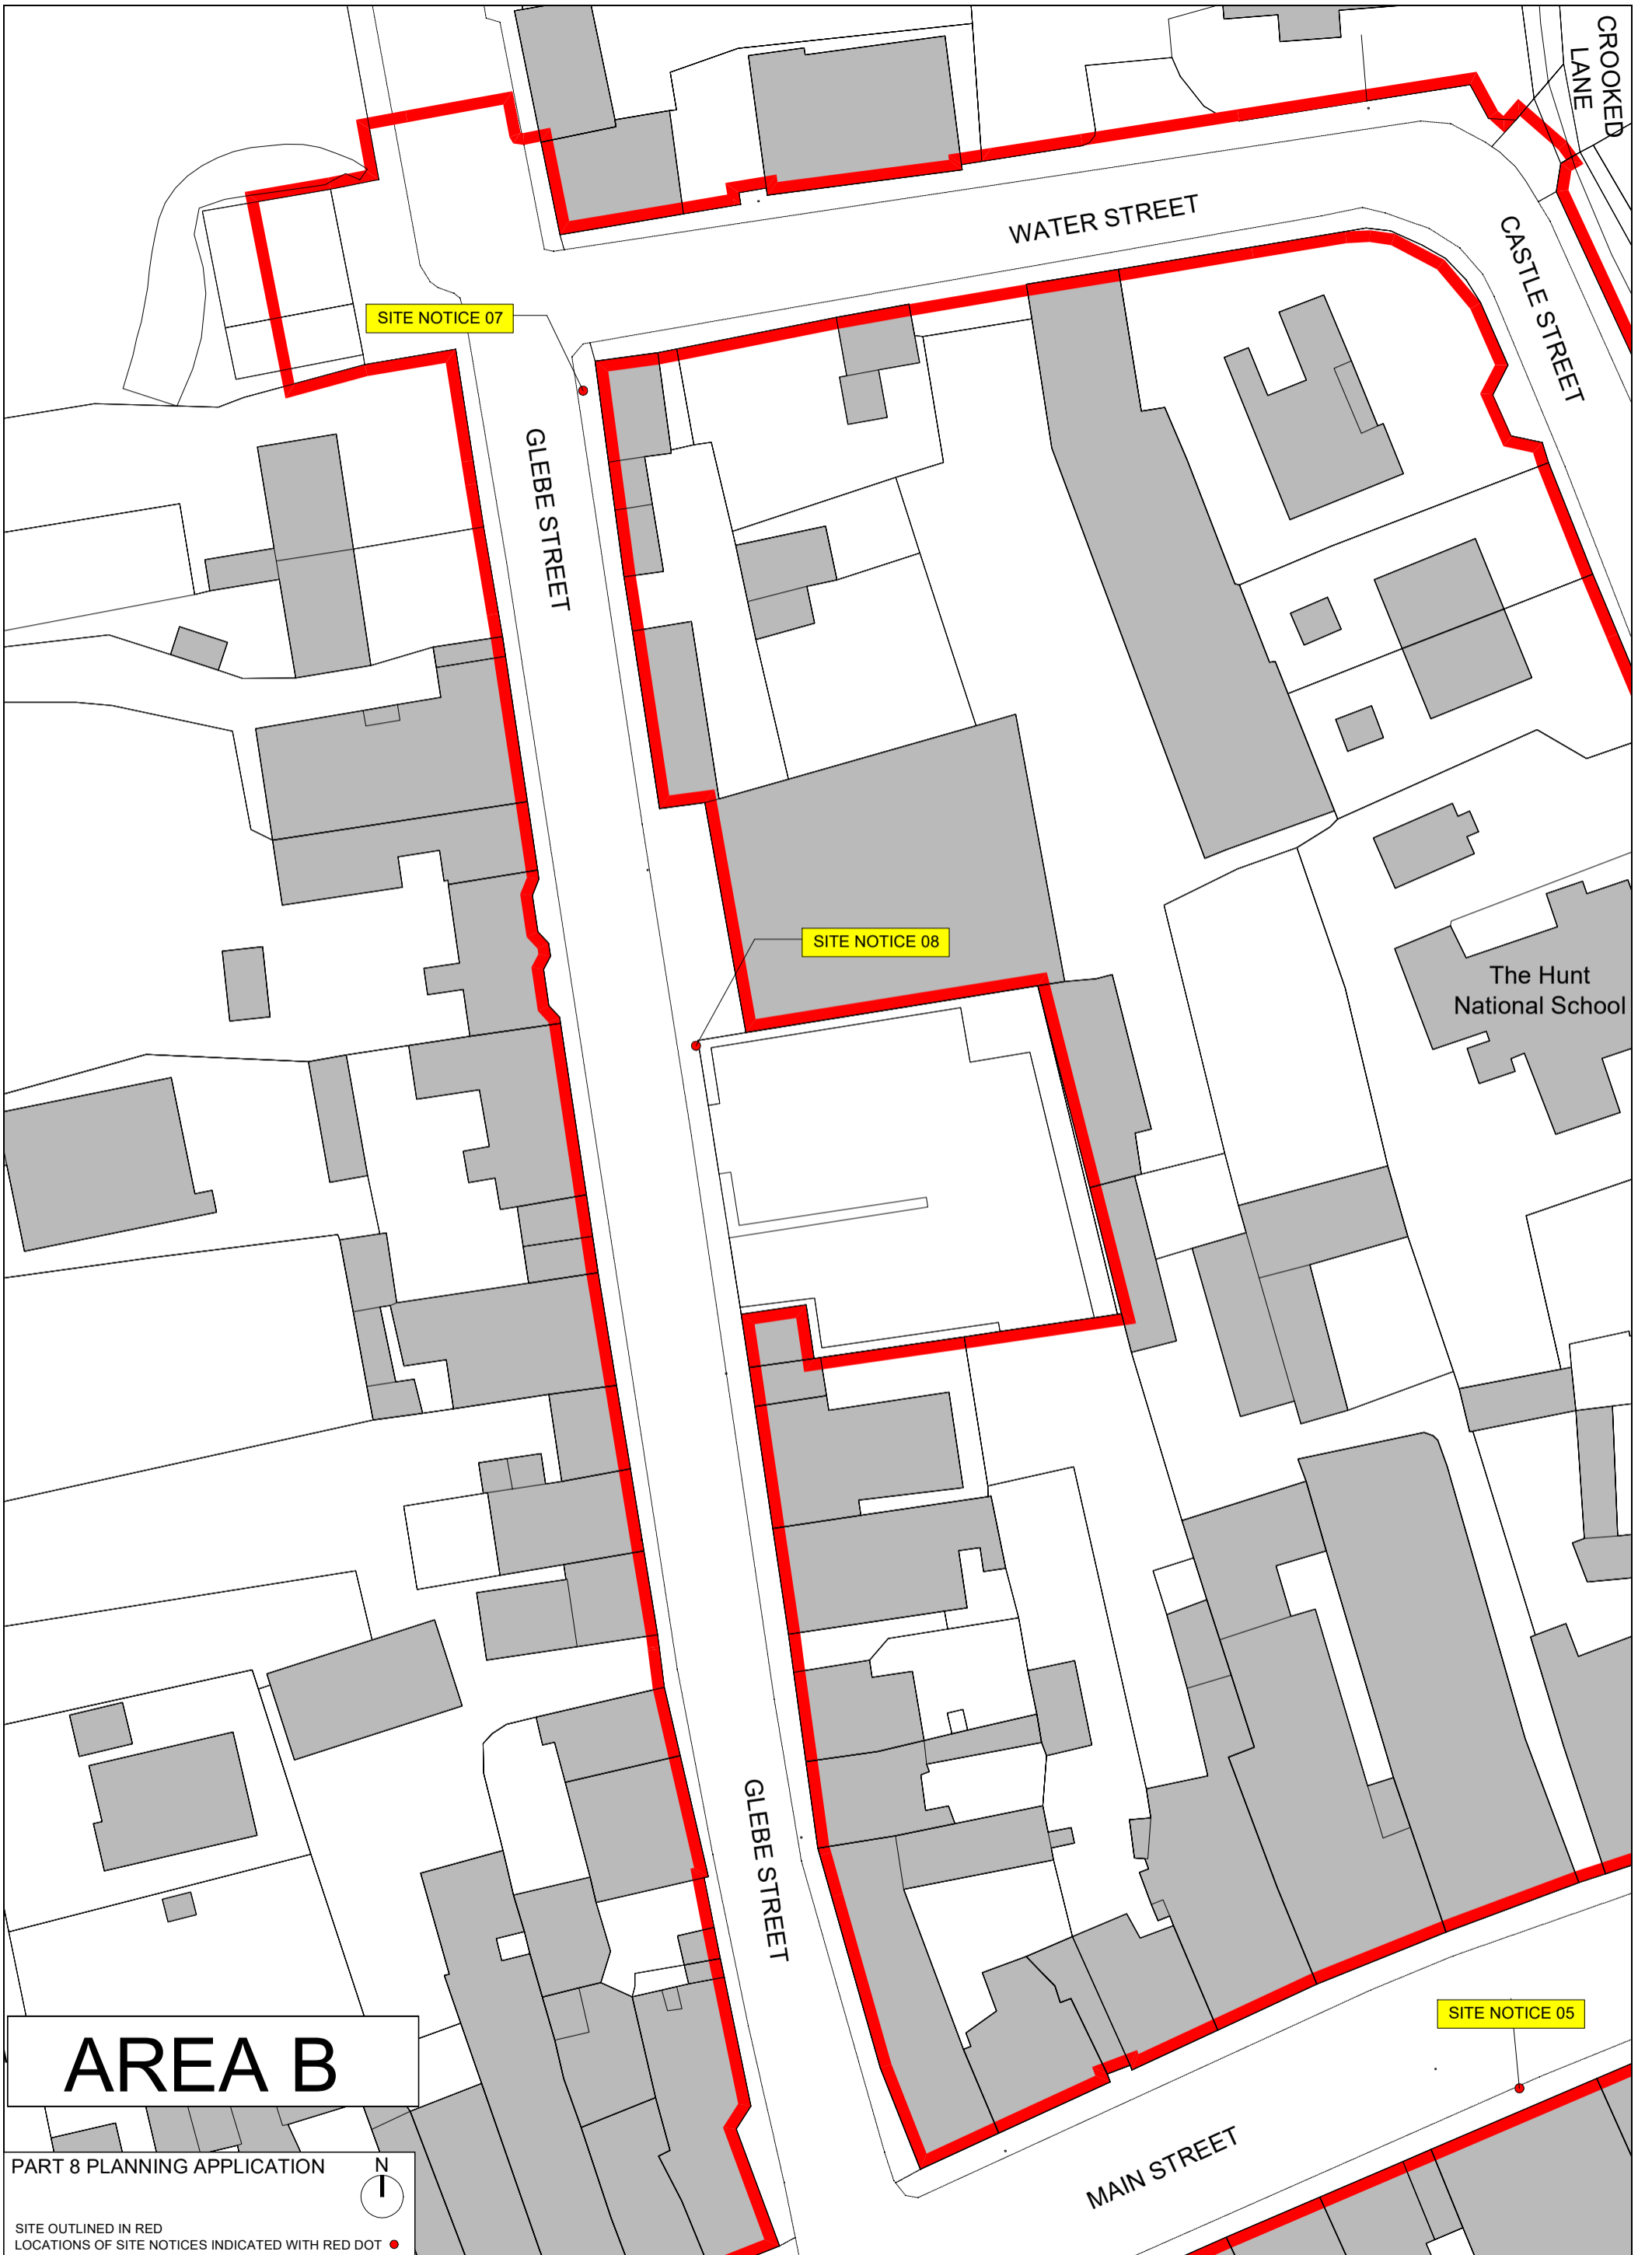 CROOKED
LANE
WATER STREET
CASTLE STREET
SITE NOTICE 07
GLEBE STREET
SITE NOTICE 08
The Hunt
National School
GLEBE STREET
SITE NOTICE 05
MAIN STREET
AREA B
PART 8 PLANNING APPLICATION
N
SITE OUTLINED IN RED
LOCATIONS OF SITE NOTICES INDICATED WITH RED DOT